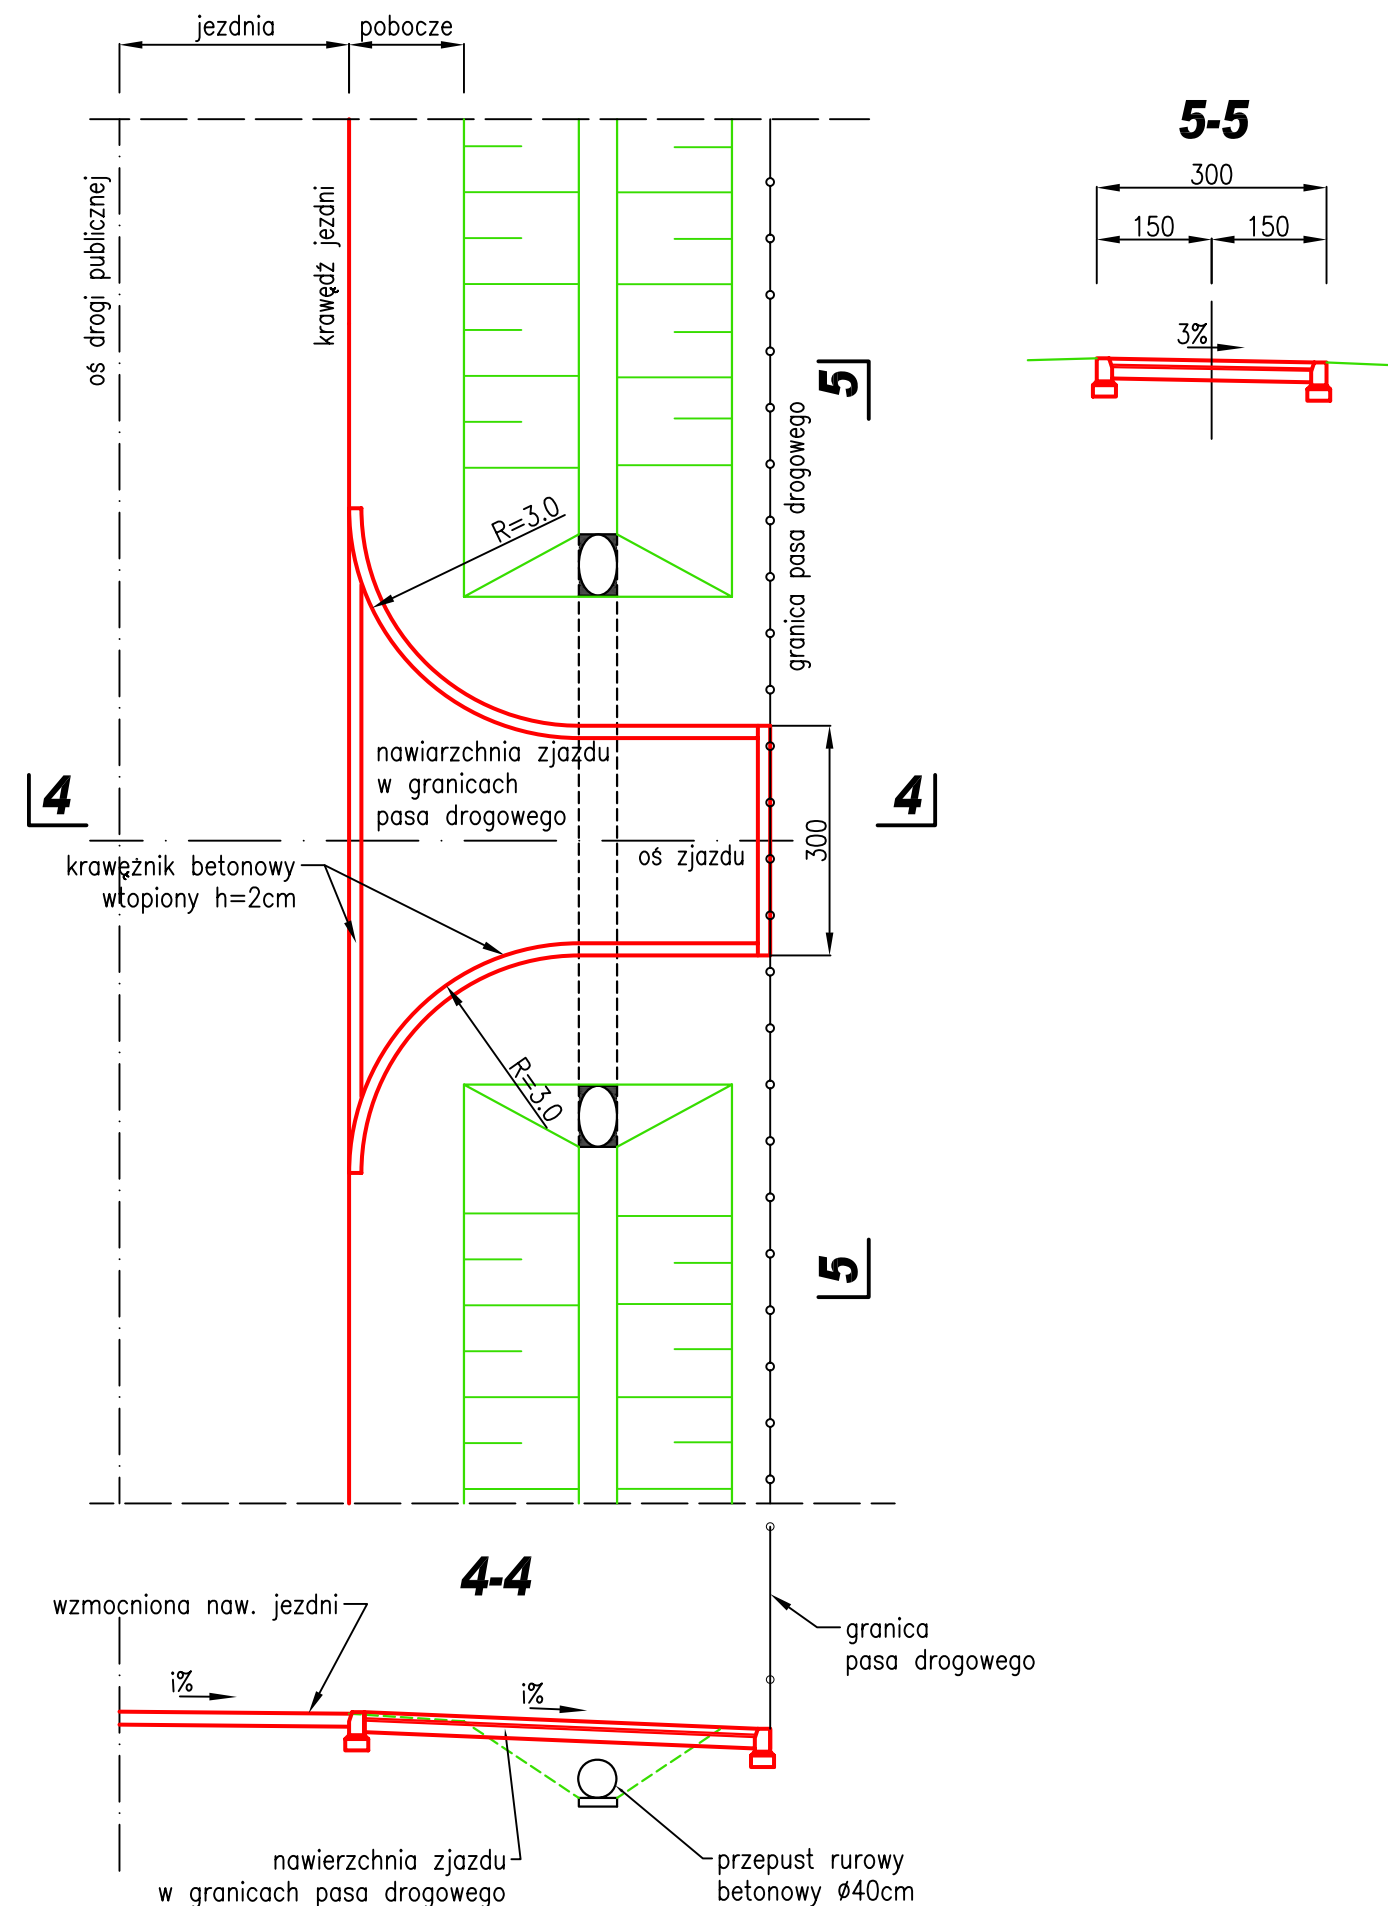 jezdnia
pobocze
5-5
300
150
150
3%
oś drogi publicznej
krawędź jezdni
5
granica pasa drogowego
R=3.0
nawiarzchnia zjazdu
w granicach
pasa drogowego
4
4
oś zjazdu
300
krawężnik betonowy
wtopiony h=2cm
R=3.0
5
4-4
wzmocniona naw. jezdni
granica
pasa drogowego
i%
i%
nawierzchnia zjazdu
w granicach pasa drogowego
przepust rurowy
betonowy Ø40cm